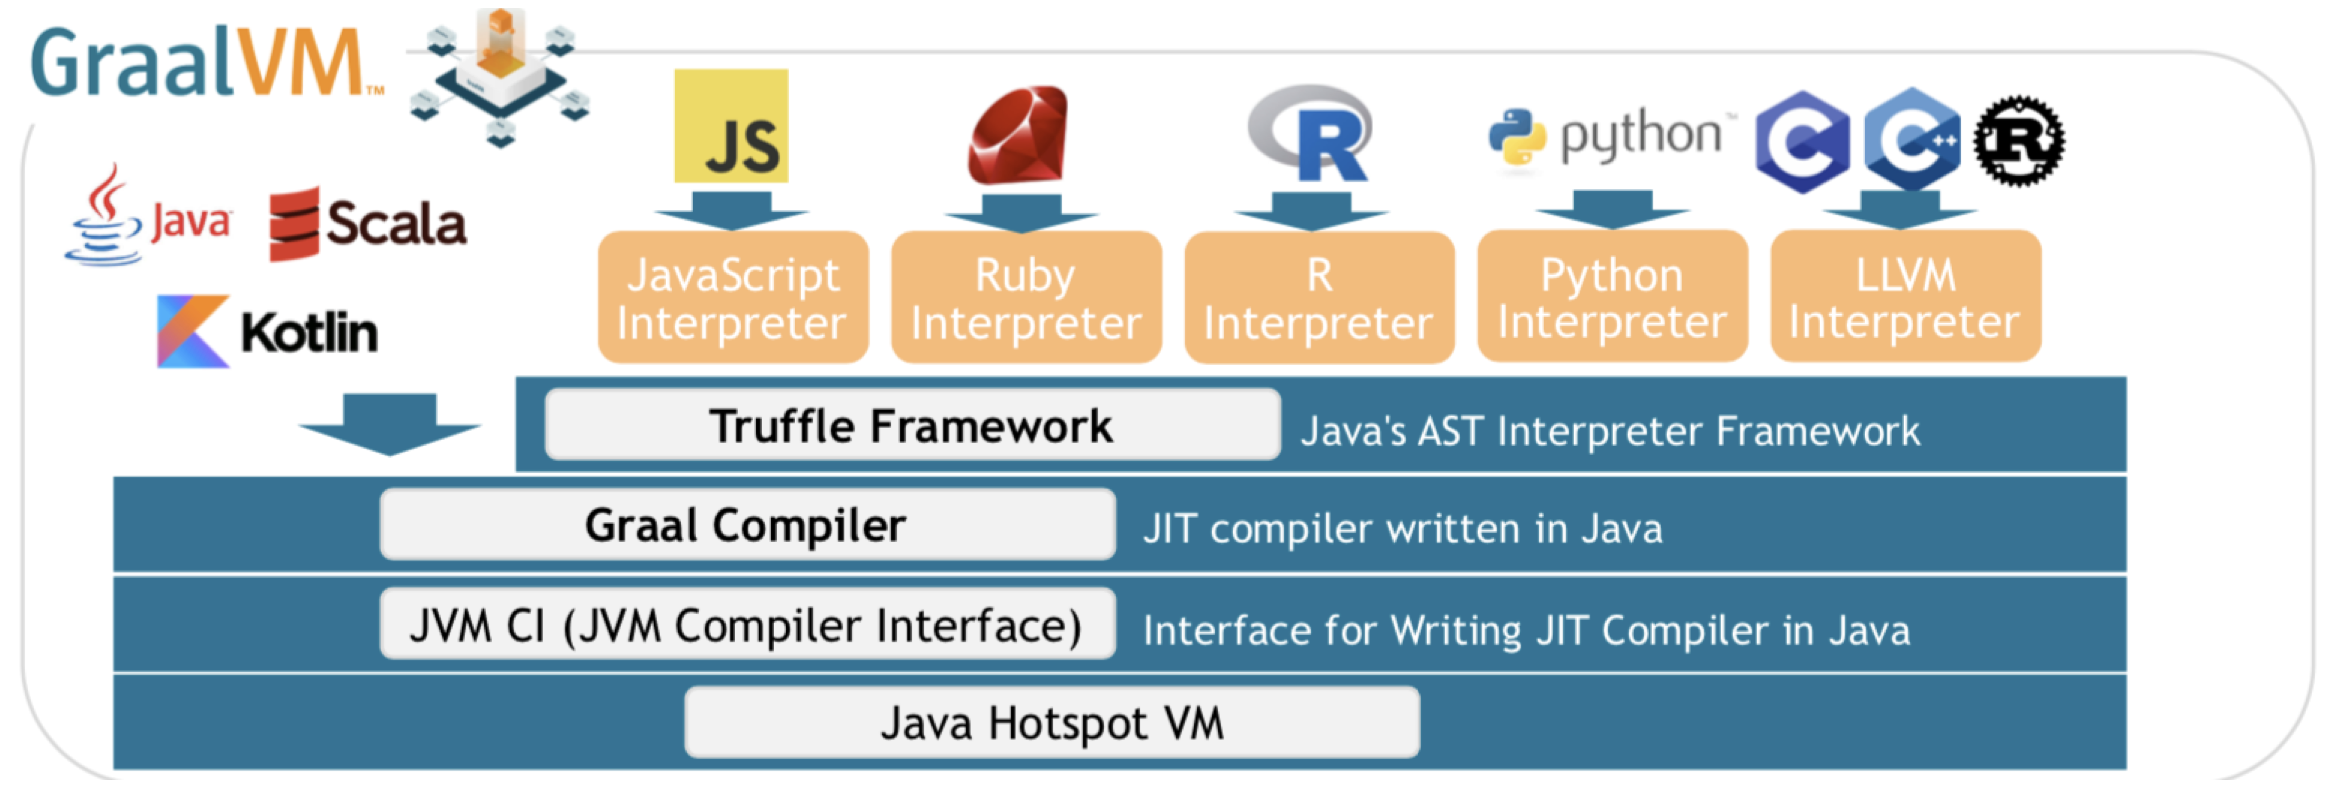 GraalVM™
JS
R
python™
C
C++
R
Java
Scala
Kotlin
JavaScript
Interpreter
Ruby
Interpreter
R
Interpreter
Python
Interpreter
LLVM
Interpreter
Truffle Framework Java's AST Interpreter Framework
Graal Compiler JIT compiler written in Java
JVM CI (JVM Compiler Interface) Interface for Writing JIT Compiler in Java
Java Hotspot VM